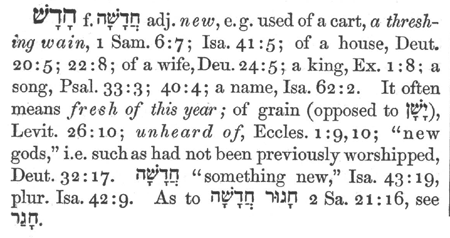 חָדָשׁ f. חֲדָשָׁה adj. new, e.g. used of a cart, a thresh-
ing wain, 1 Sam. 6:7; Isa. 41:5; of a house, Deut.
20:5; 22:8; of a wife, Deu. 24:5; a king, Ex. 1:8; a
song, Psal. 33:3; 40:4; a name, Isa. 62:2. It often
means fresh of this year; of grain (opposed to יָשָׁן),
Levit. 26:10; unheard of, Eccles. 1:9,10; “new
gods,” i.e. such as had not been previously worshipped,
Deut. 32:17. חֲדָשָׁה “something new,” Isa. 43:19,
plur. Isa. 42:9. As to חֲגוּר חֲדָשָׁה 2 Sa. 21:16, see
חָגַר.